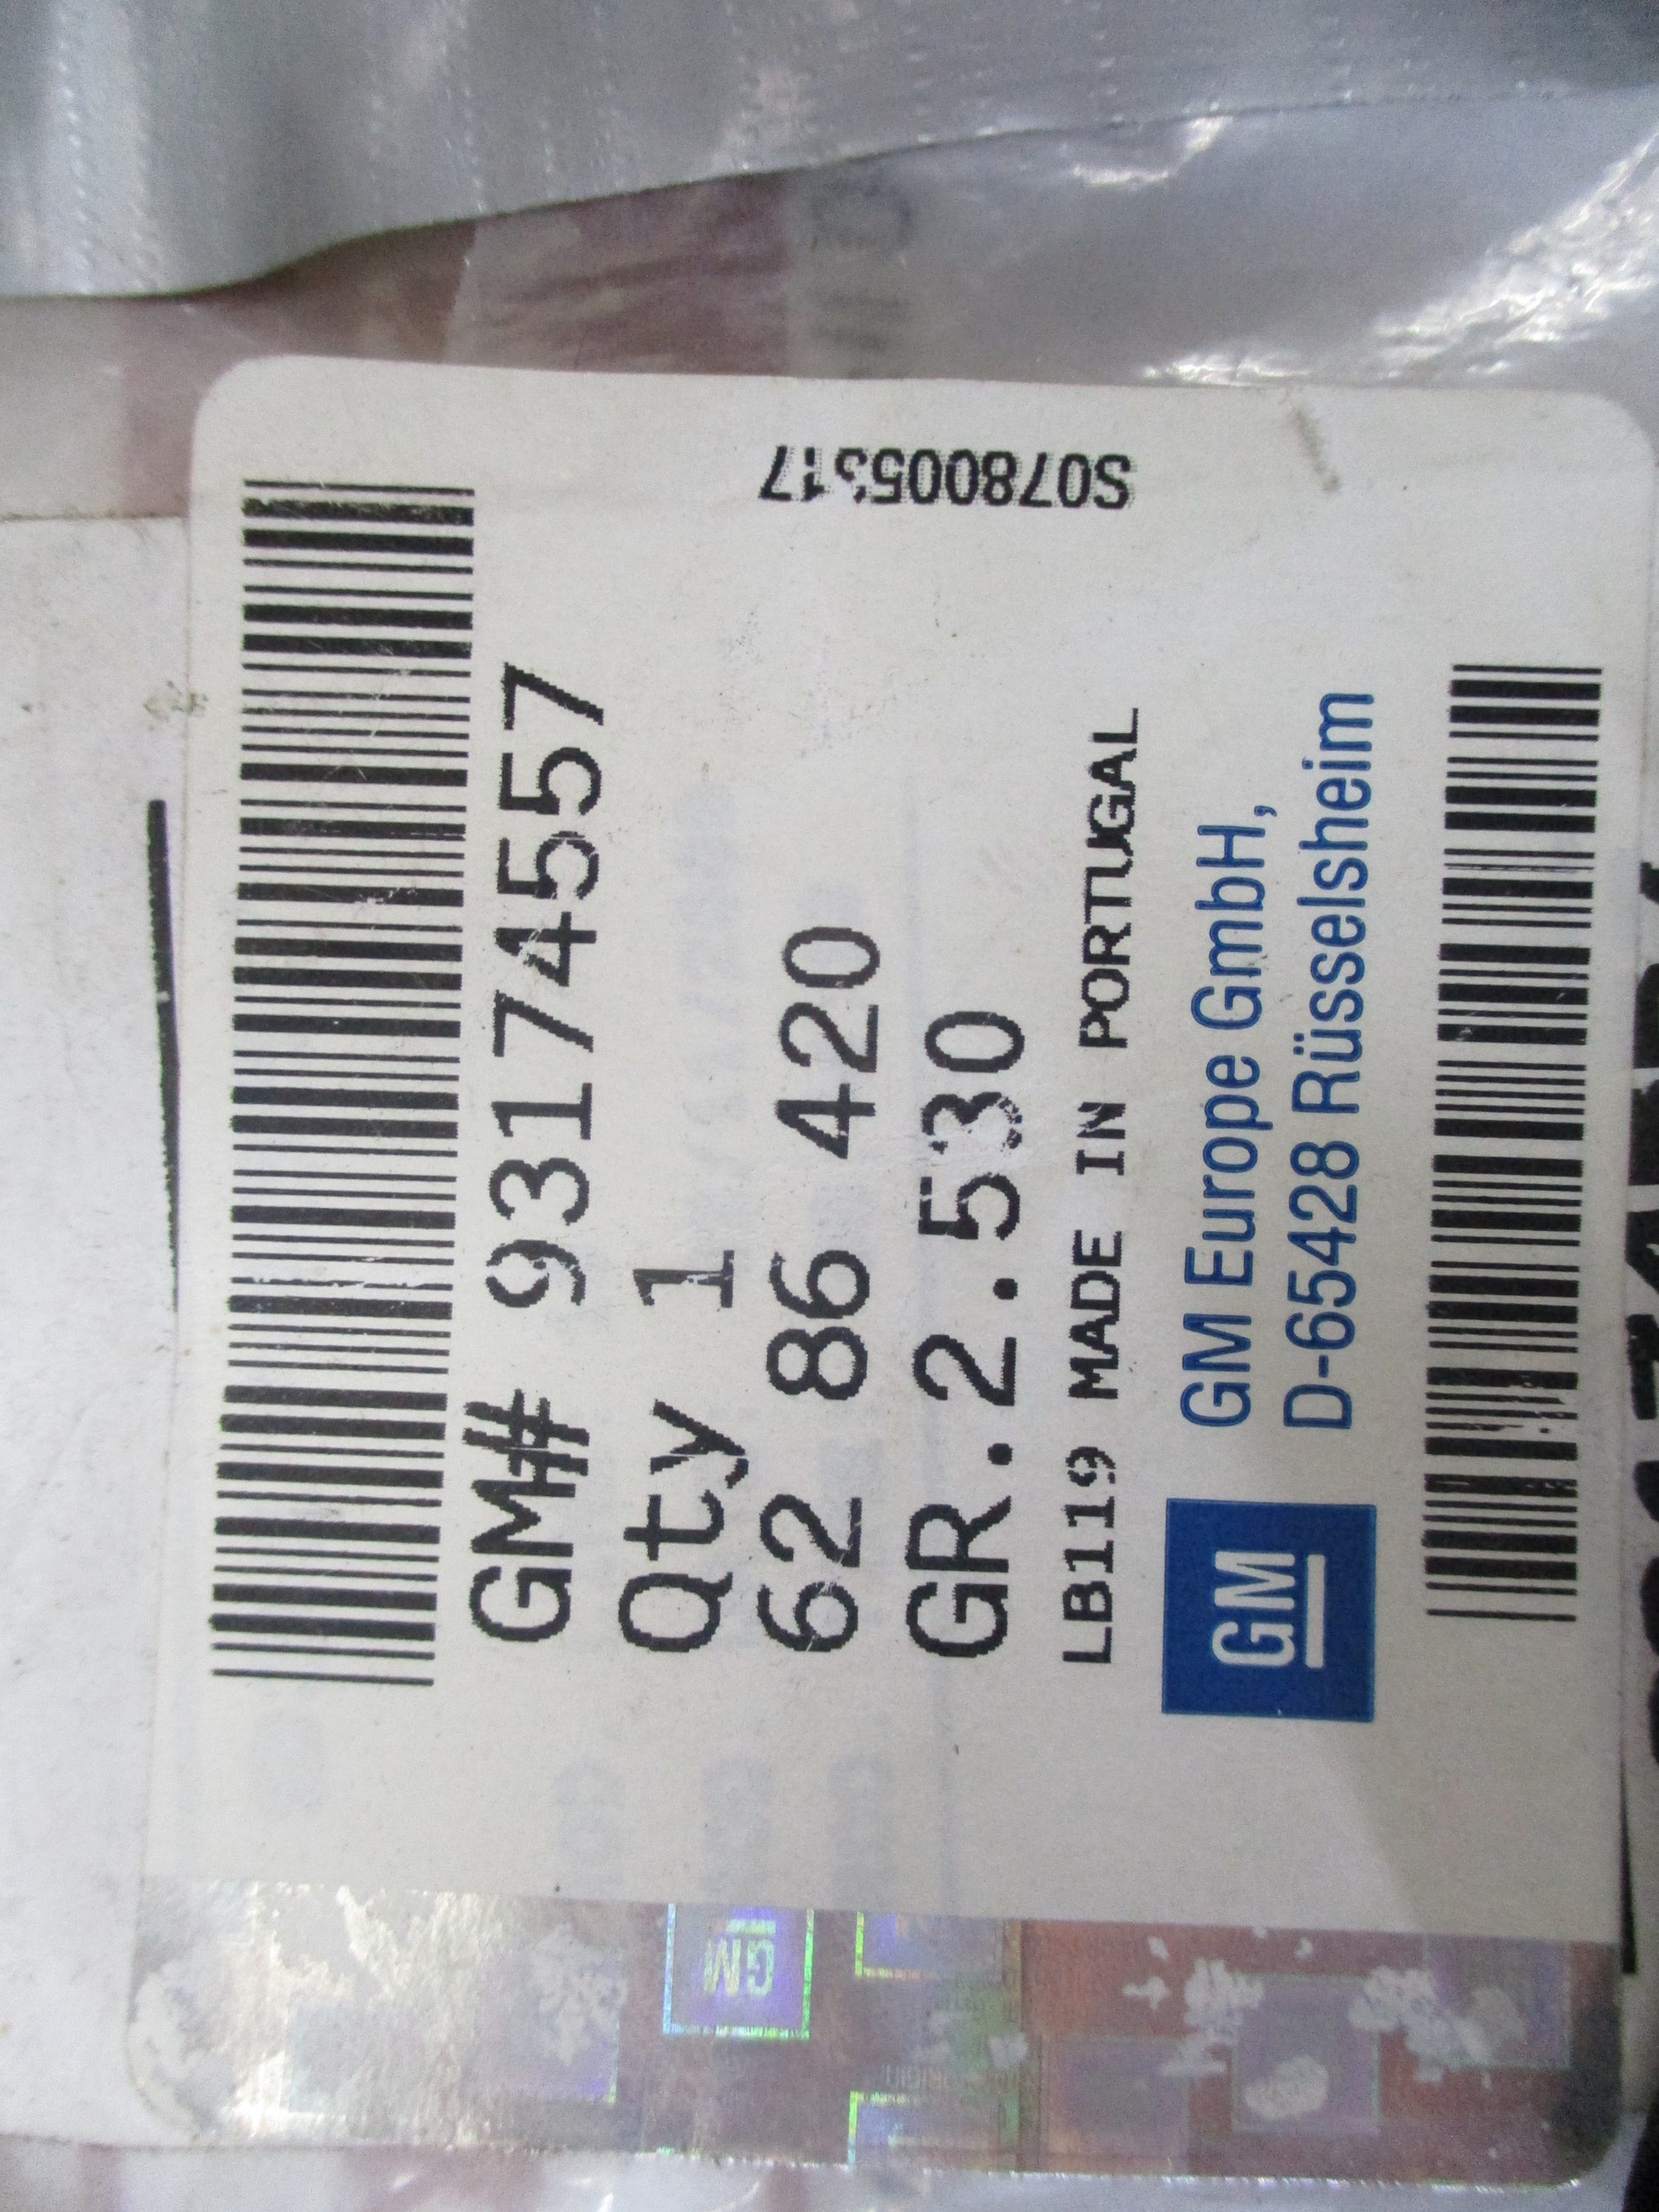 GM# 93174557
Qty 1
62 86 420
GR.2.530
LB119 MADE IN PORTUGAL
GM
GM Europe GmbH,
D-65428 Rüsselsheim
GM